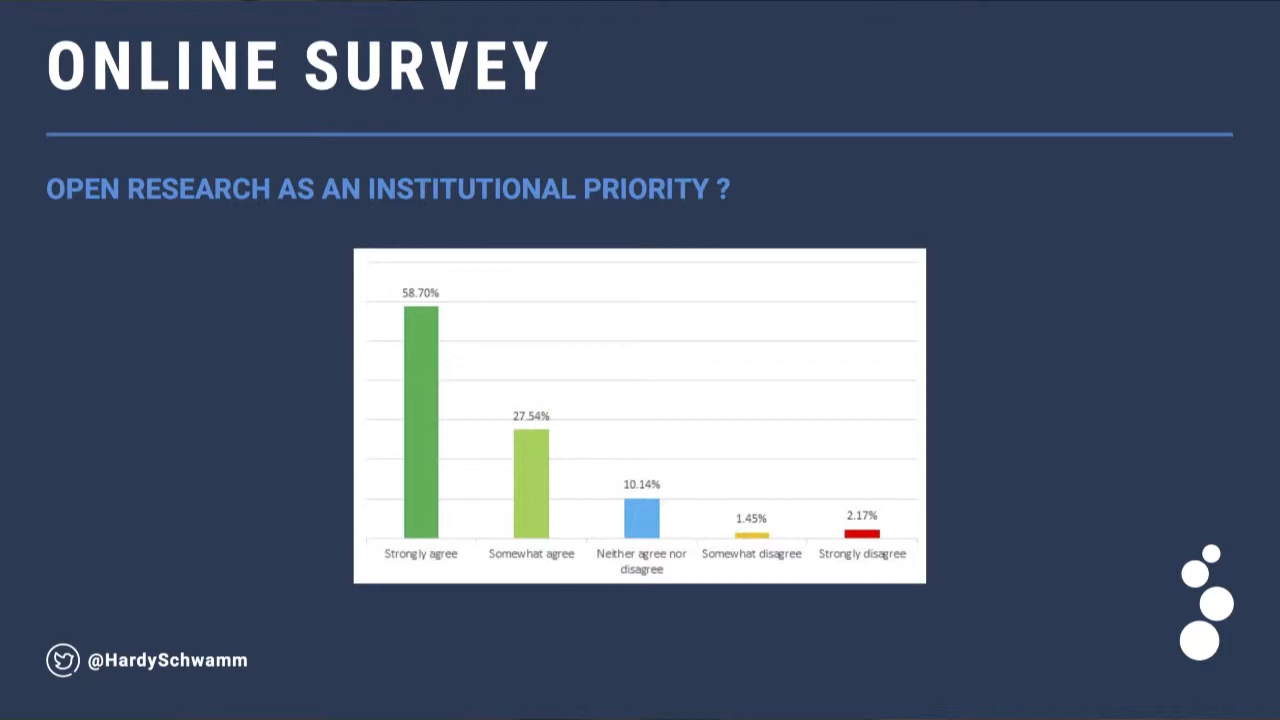 ONLINE SURVEY
OPEN RESEARCH AS AN INSTITUTIONAL PRIORITY ?
58.70%
27.54%
10.14%
1.45%
2.17%
Strongly agree
Somewhat agree
Neither agree nor
disagree
Somewhat disagree
Strongly disagree
@HardySchwamm